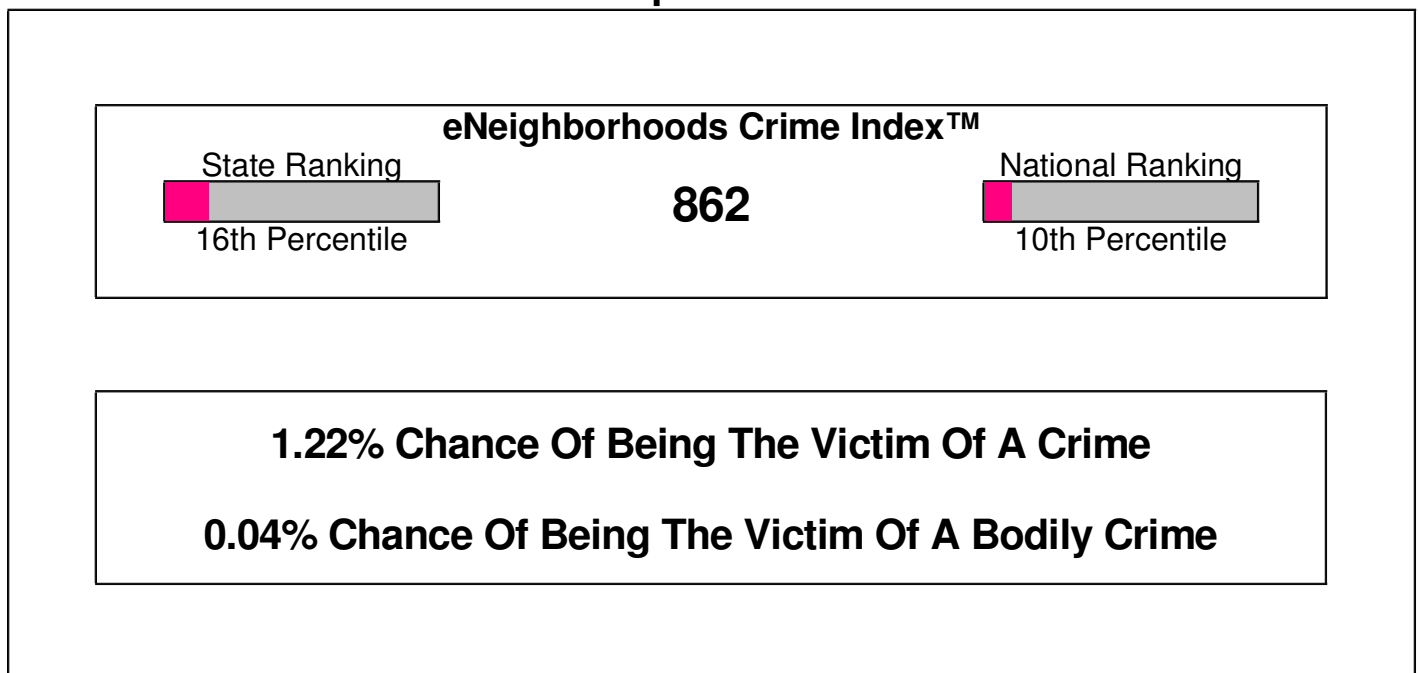 eNeighborhoods Crime Index™
State Ranking
National Ranking
862
16th Percentile
10th Percentile
1.22% Chance Of Being The Victim Of A Crime
0.04% Chance Of Being The Victim Of A Bodily Crime